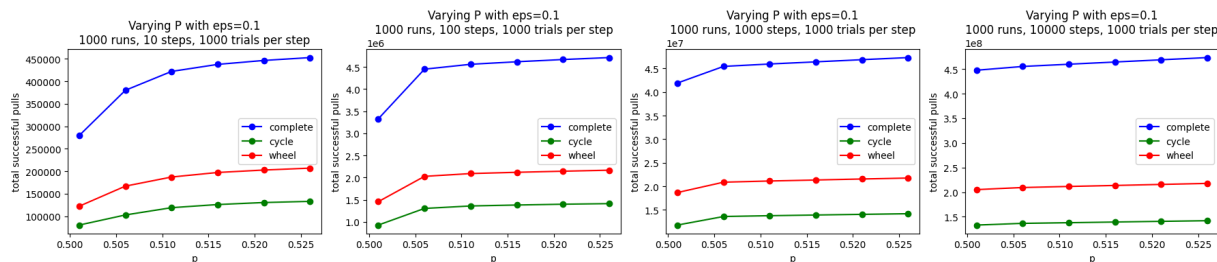 Varying P with eps=0.1
1000 runs, 10 steps, 1000 trials per step
total successful pulls
450000
400000
350000
300000
250000
200000
150000
100000
complete
cycle
wheel
0.500 0.505 0.510 0.515 0.520 0.525
p
Varying P with eps=0.1
1000 runs, 100 steps, 1000 trials per step
1e6
total successful pulls
4.5
4.0
3.5
3.0
2.5
2.0
1.5
1.0
complete
cycle
wheel
0.500 0.505 0.510 0.515 0.520 0.525
p
Varying P with eps=0.1
1000 runs, 1000 steps, 1000 trials per step
1e7
total successful pulls
4.5
4.0
3.5
3.0
2.5
2.0
1.5
complete
cycle
wheel
0.500 0.505 0.510 0.515 0.520 0.525
p
Varying P with eps=0.1
1000 runs, 10000 steps, 1000 trials per step
1e8
total successful pulls
4.5
4.0
3.5
3.0
2.5
2.0
1.5
complete
cycle
wheel
0.500 0.505 0.510 0.515 0.520 0.525
p